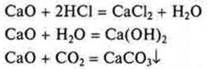 CaO + 2HCl = CaCl₂ + H₂O
CaO + H₂O = Ca(OH)₂
CaO + CO₂ = CaCO₃↓